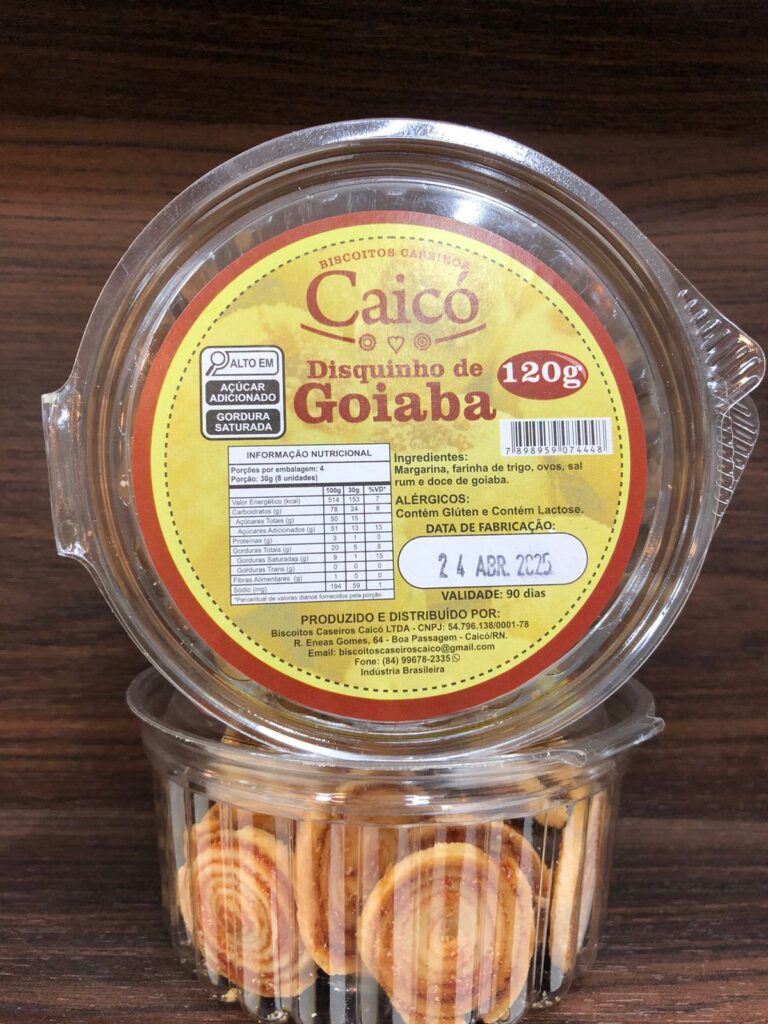 BISCOITOS CASEIROS
Caicó
Disquinho de
Goiaba
120g
ALTO EM
AÇÚCAR
ADICIONADO
GORDURA
SATURADA
7 898959 074448
INFORMAÇÃO NUTRICIONAL
Porções por embalagem: 4
Porção: 30g (8 unidades)
100g 30g %VD*
Valor Energético (kcal) 514 153 7
Carboidratos (g) 78 24 8
Açúcares Totais (g) 50 15
Açúcares Adicionados (g) 51 13 13
Proteínas (g) 3 1 0
Gorduras Totais (g) 20 5 8
Gorduras Saturadas (g) 9 1 15
Gorduras Trans (g) 0 0 0
Fibras Alimentares (g) 1 0 0
Sódio (mg) 194 59 1
*Percentual de valores diários fornecidos pela porção.
Ingredientes:
Margarina, farinha de trigo, ovos, sal
rum e doce de goiaba.
ALÉRGICOS:
Contém Glúten e Contém Lactose.
DATA DE FABRICAÇÃO:
24 ABR. 2025
VALIDADE: 90 dias
PRODUZIDO E DISTRIBUÍDO POR:
Biscoitos Caseiros Caicó LTDA - CNPJ: 54.796.138/0001-78
R. Eneas Gomes, 64 - Boa Passagem - Caicó/RN.
Email: biscoitoscaseiroscaico@gmail.com
Fone: (84) 99678-2335
Indústria Brasileira